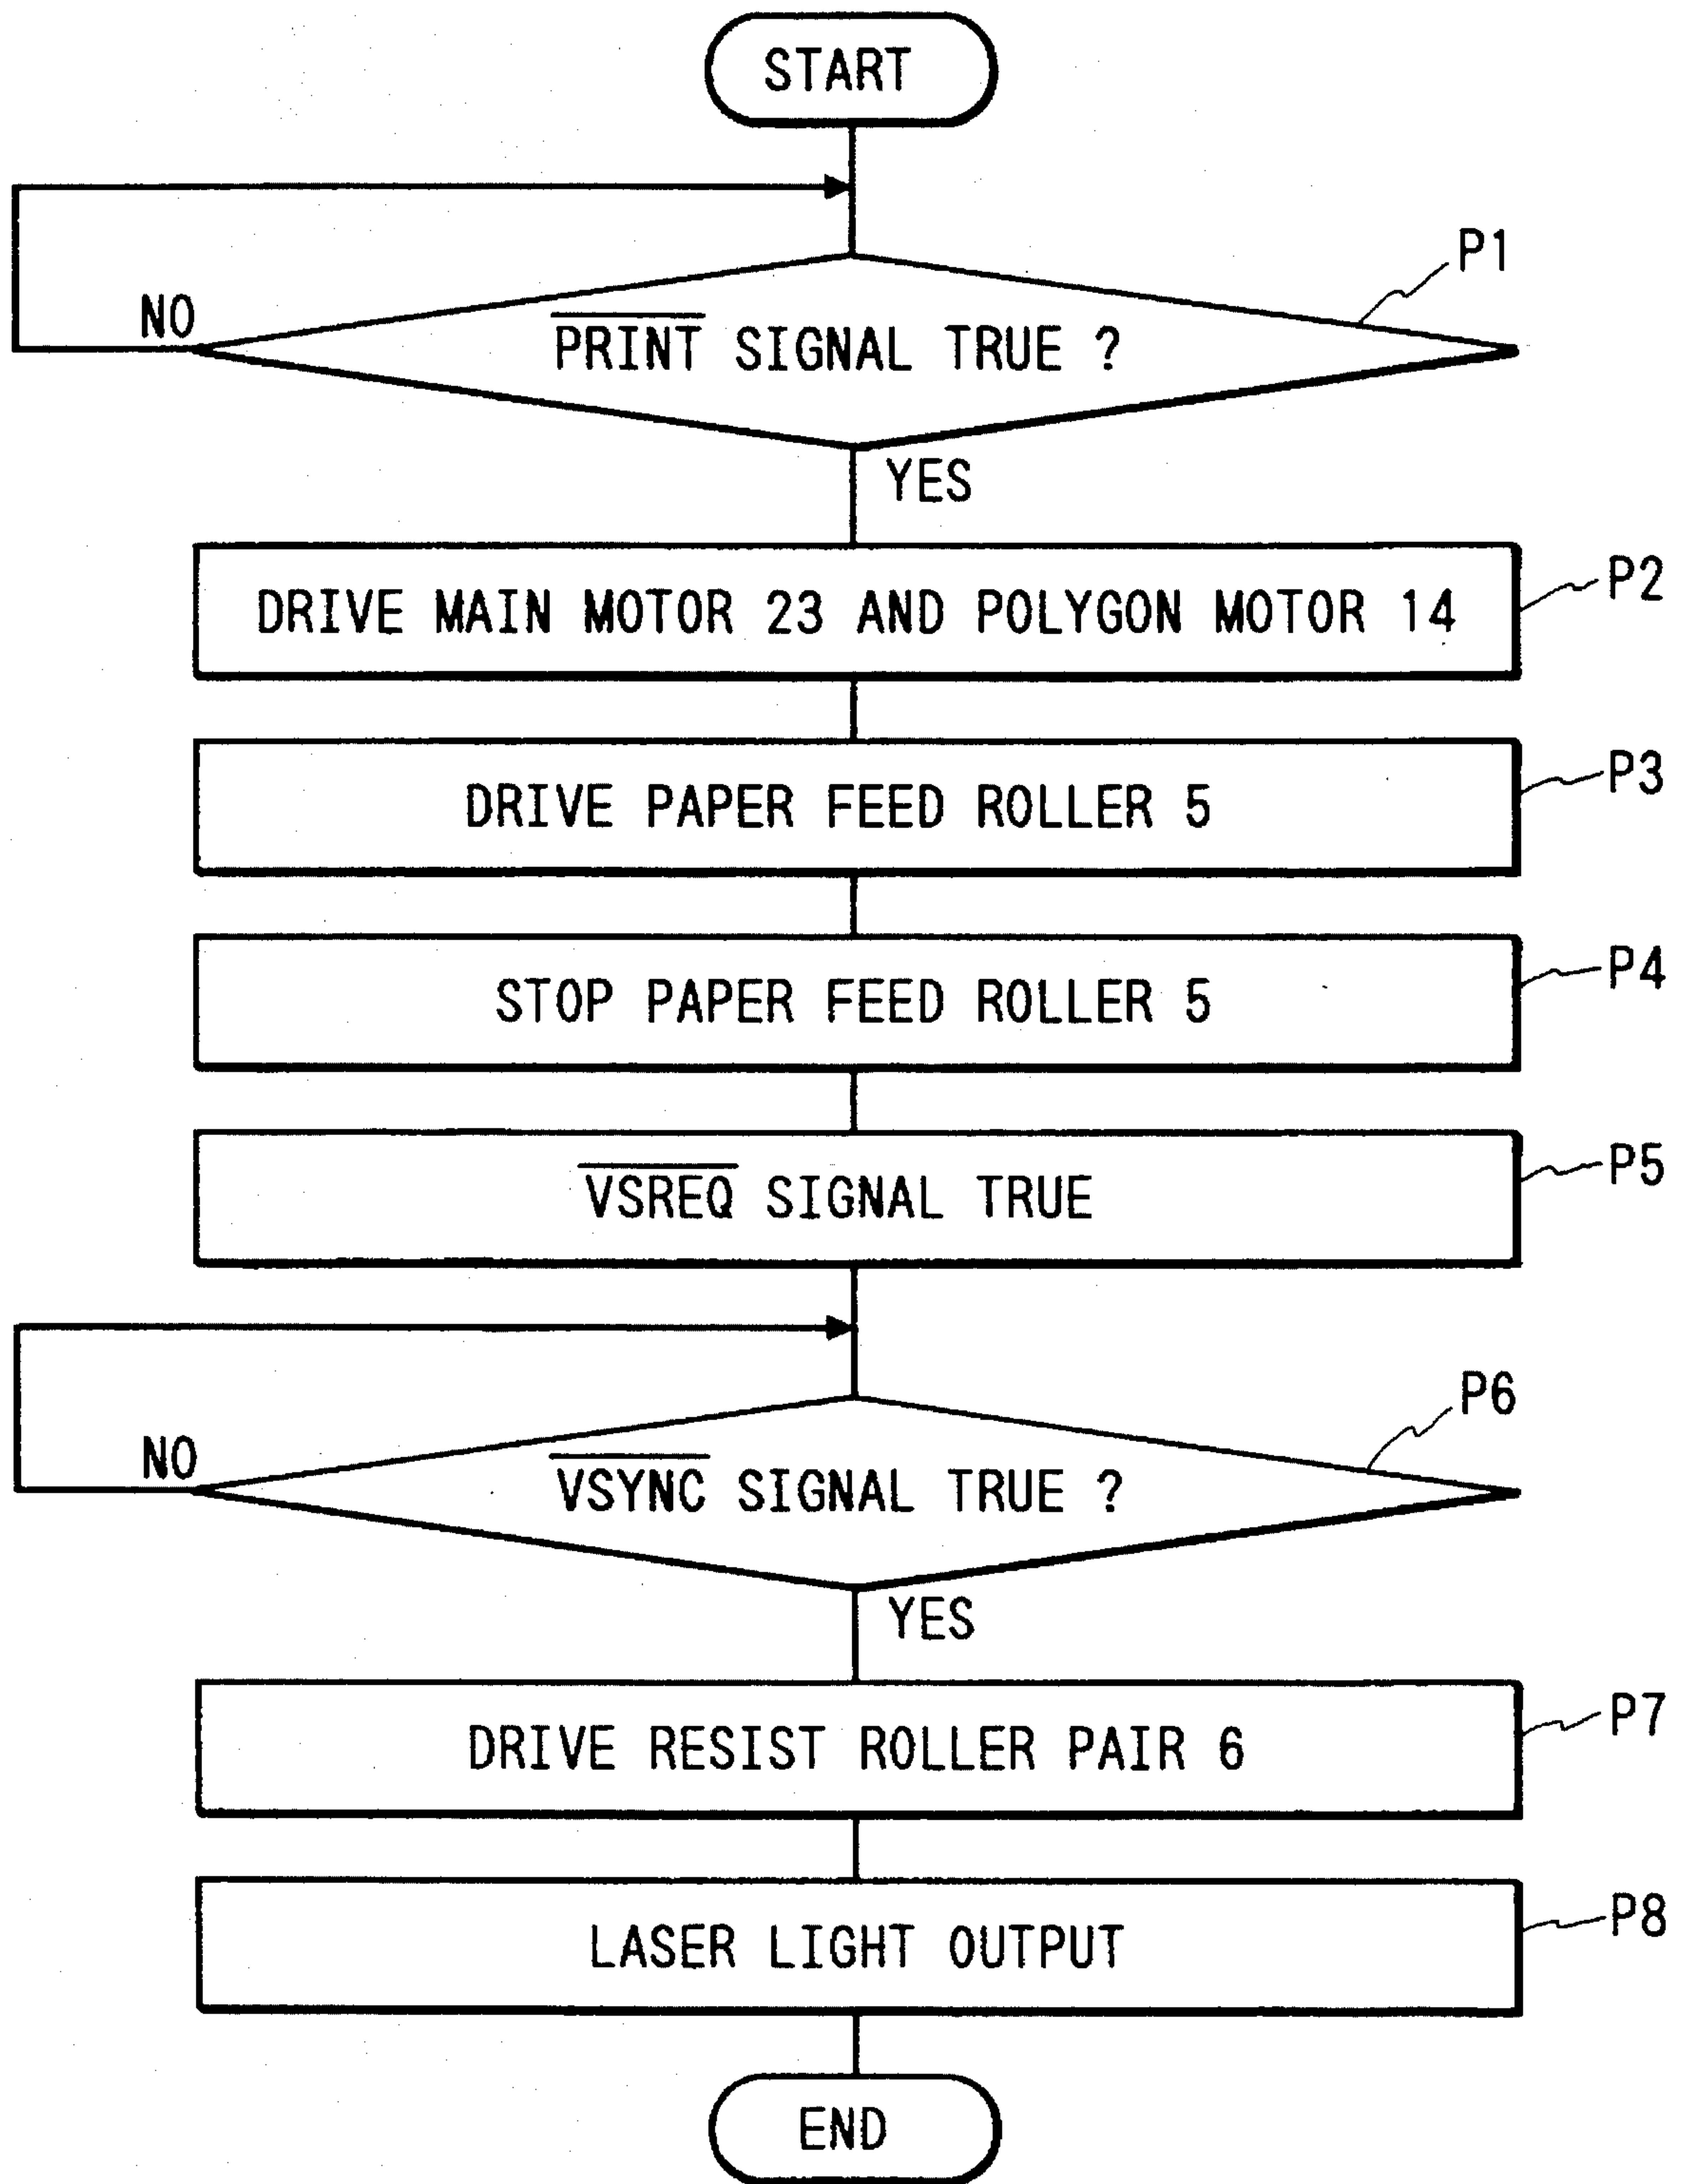 START
P1
NO
PRINT SIGNAL TRUE ?
YES
P2
DRIVE MAIN MOTOR 23 AND POLYGON MOTOR 14
P3
DRIVE PAPER FEED ROLLER 5
P4
STOP PAPER FEED ROLLER 5
P5
VSREQ SIGNAL TRUE
P6
NO
VSYNC SIGNAL TRUE ?
YES
P7
DRIVE RESIST ROLLER PAIR 6
P8
LASER LIGHT OUTPUT
END